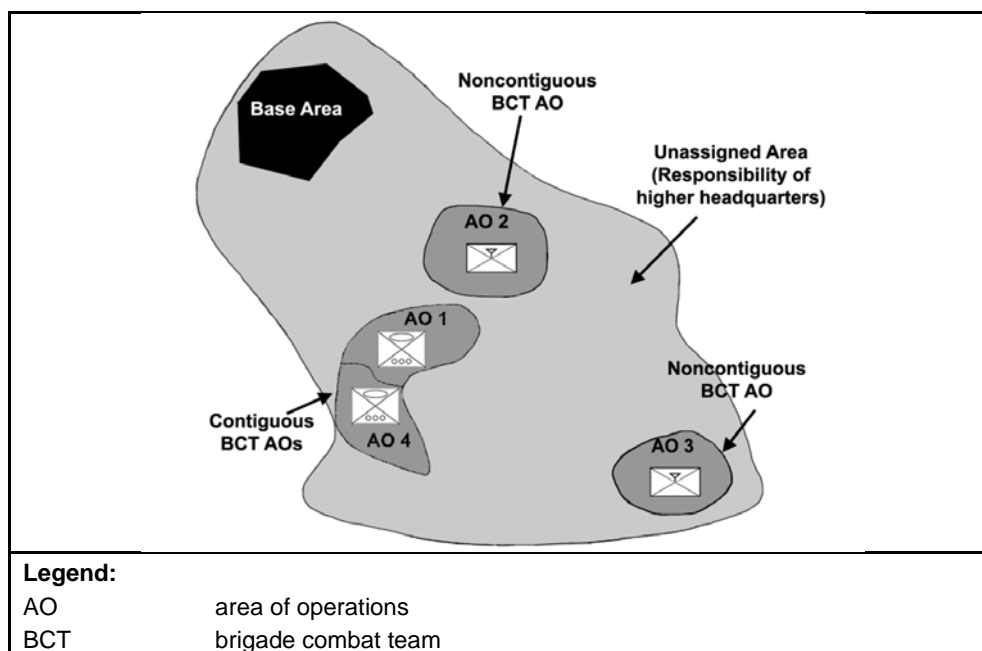 Base Area
Noncontiguous
BCT AO
Unassigned Area
(Responsibility of
higher headquarters)
AO 2
AO 1
Noncontiguous
BCT AO
Contiguous
BCT AOs
AO 4
AO 3
Legend:
AO area of operations
BCT brigade combat team